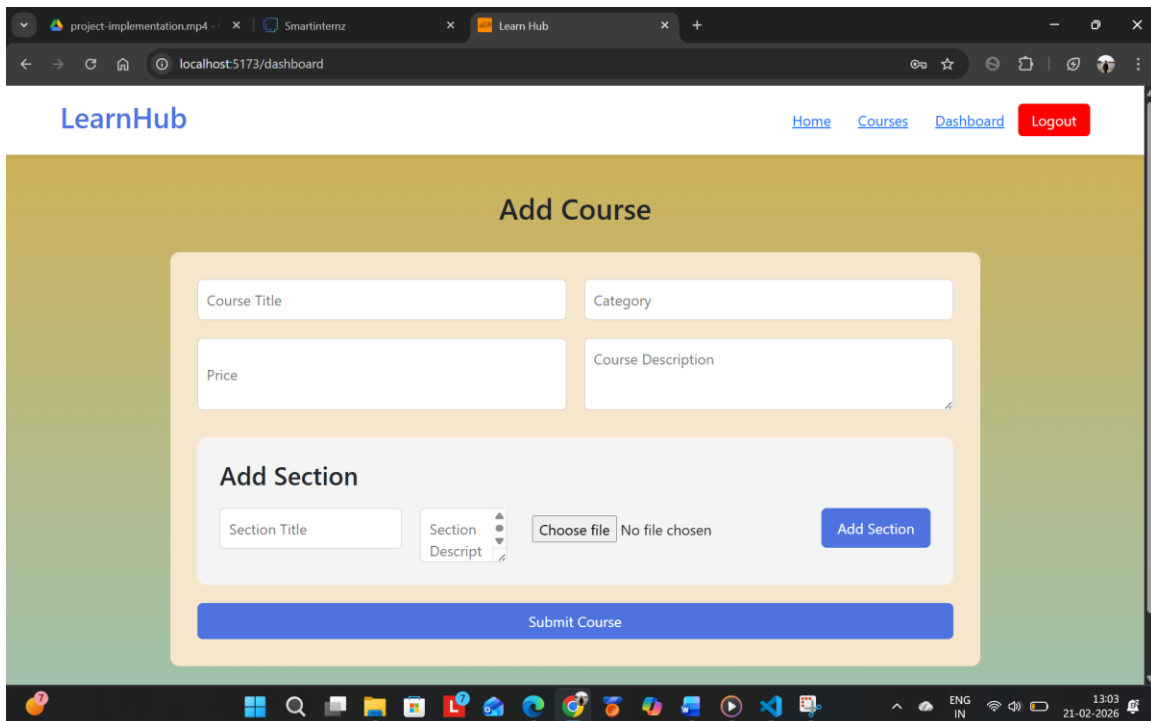 project-implementation.mp4 -
Smartinternz
Learn Hub
localhost:5173/dashboard
LearnHub
Home
Courses
Dashboard
Logout
Add Course
Course Title
Category
Price
Course Description
Add Section
Section Title
Section
Descript
Choose file No file chosen
Add Section
Submit Course
7
7
ENG
IN
13:03
21-02-2026